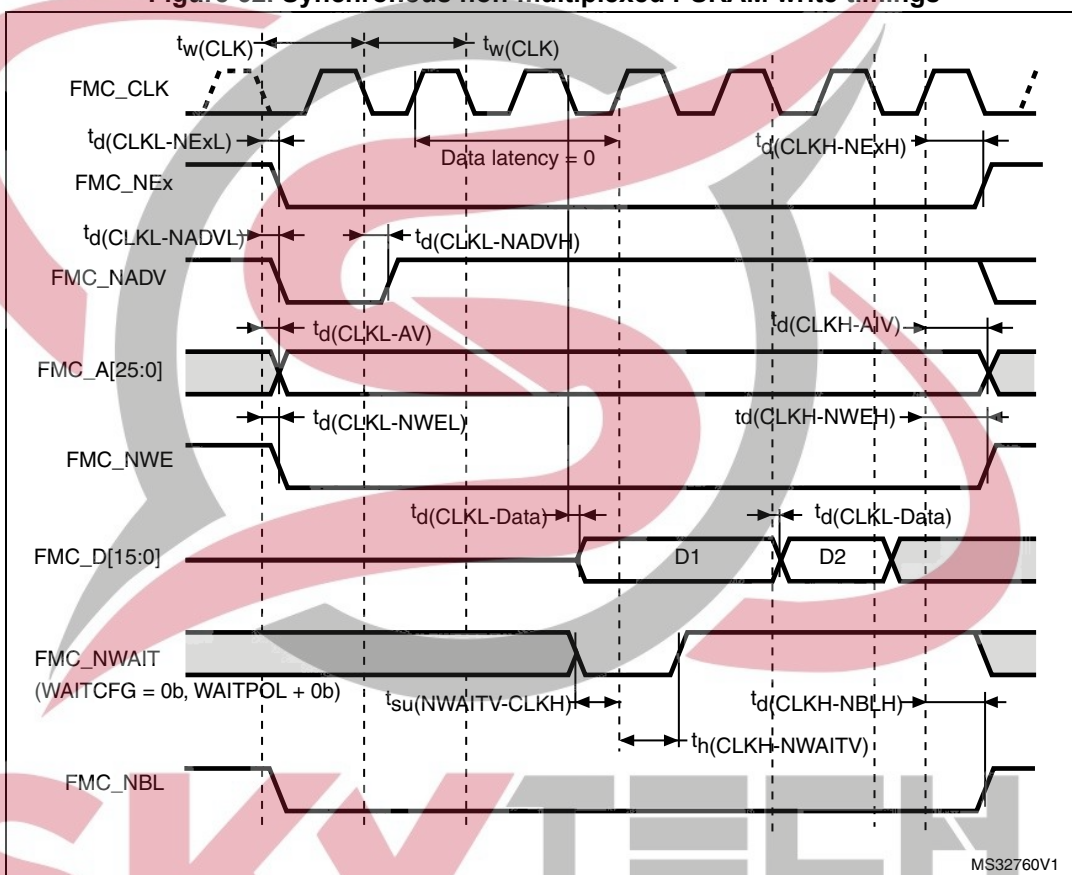 Figure 62. Synchronous non-multiplexed PSRAM write timings
tw(CLK) tw(CLK)
FMC_CLK
td(CLKL-NExL) Data latency = 0 td(CLKH-NExH)
FMC_NEx
td(CLKL-NADVL) td(CLKL-NADVH)
FMC_NADV
td(CLKL-AV) td(CLKH-AIV)
FMC_A[25:0]
td(CLKL-NWEL) td(CLKH-NWEH)
FMC_NWE
td(CLKL-Data) td(CLKL-Data)
FMC_D[15:0] D1 D2
FMC_NWAIT
(WAITCFG = 0b, WAITPOL + 0b)
tsu(NWAITV-CLKH) td(CLKH-NBLH)
th(CLKH-NWAITV)
FMC_NBL
SKYTECH
MS32760V1